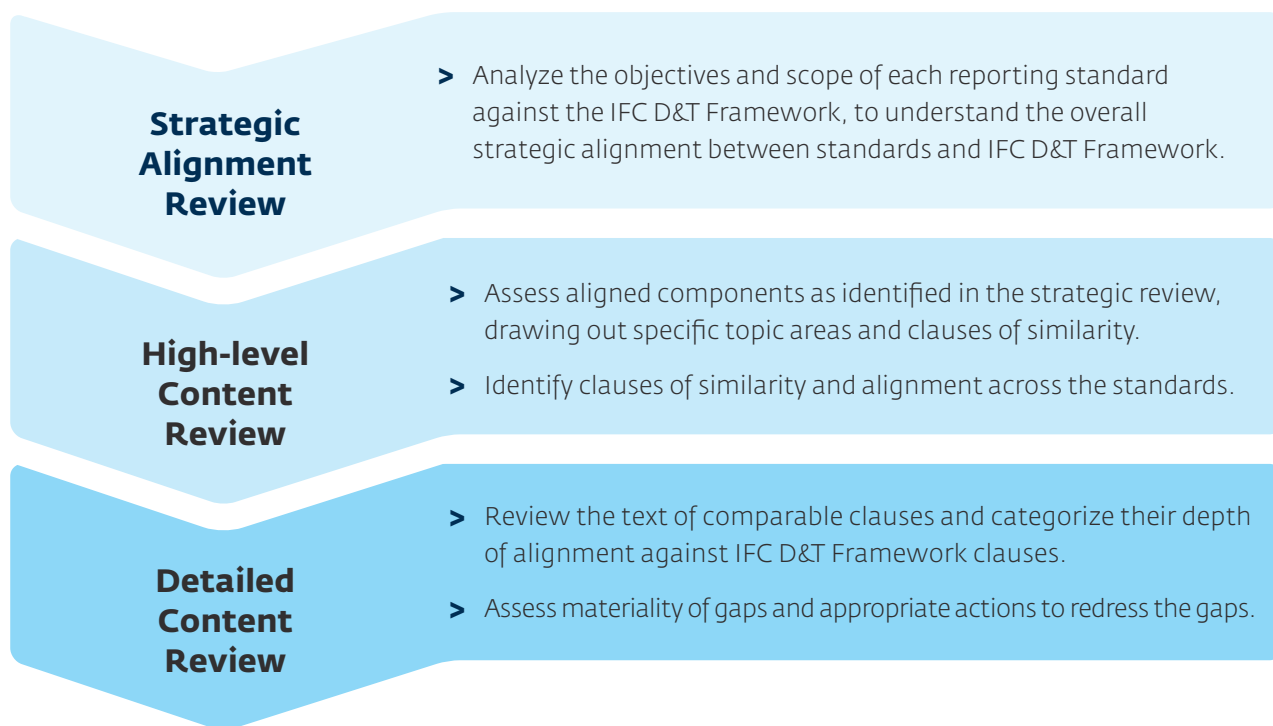 Strategic
Alignment
Review
> Analyze the objectives and scope of each reporting standard
against the IFC D&T Framework, to understand the overall
strategic alignment between standards and IFC D&T Framework.
High-level
Content
Review
> Assess aligned components as identified in the strategic review,
drawing out specific topic areas and clauses of similarity.
> Identify clauses of similarity and alignment across the standards.
Detailed
Content
Review
> Review the text of comparable clauses and categorize their depth
of alignment against IFC D&T Framework clauses.
> Assess materiality of gaps and appropriate actions to redress the gaps.